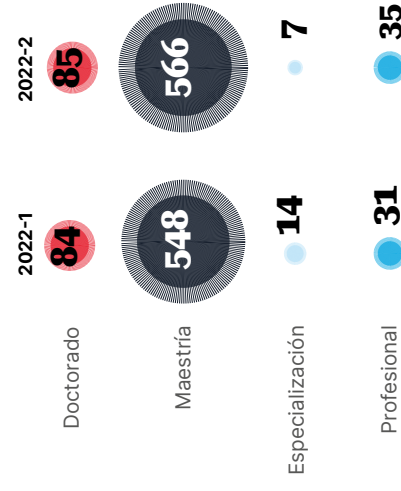 2022-1 2022-2
Doctorado 84 85
Maestría 548 566
Especialización 14 7
Profesional 31 35